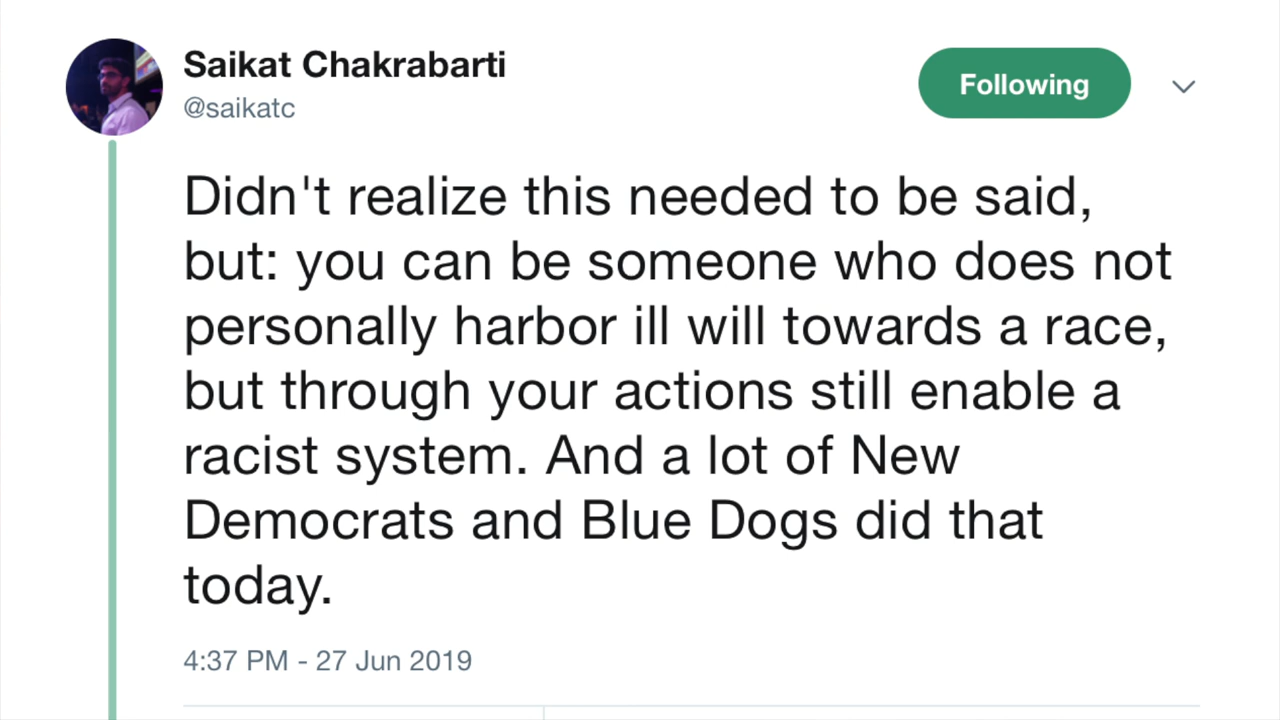 Saikat Chakrabarti
@saikatc
Following
Didn't realize this needed to be said,
but: you can be someone who does not
personally harbor ill will towards a race,
but through your actions still enable a
racist system. And a lot of New
Democrats and Blue Dogs did that
today.
4:37 PM - 27 Jun 2019